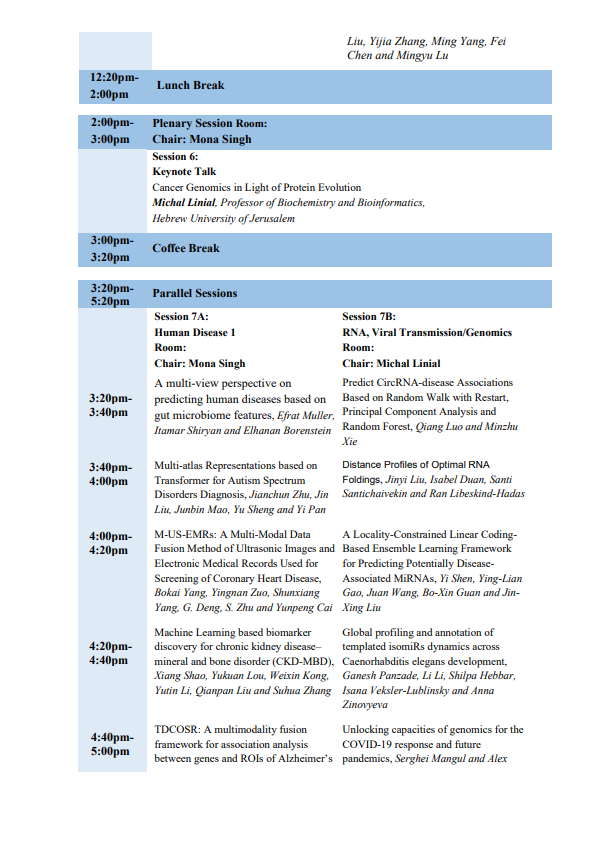 Liu, Yijia Zhang, Ming Yang, Fei
Chen and Mingyu Lu
12:20pm-
2:00pm
Lunch Break
2:00pm-
3:00pm
Plenary Session Room:
Chair: Mona Singh
Session 6:
Keynote Talk
Cancer Genomics in Light of Protein Evolution
Michal Linial, Professor of Biochemistry and Bioinformatics,
Hebrew University of Jerusalem
3:00pm-
3:20pm
Coffee Break
3:20pm-
5:20pm
Parallel Sessions
Session 7A:
Human Disease 1
Room:
Chair: Mona Singh
Session 7B:
RNA, Viral Transmission/Genomics
Room:
Chair: Michal Linial
3:20pm-
3:40pm
A multi-view perspective on
predicting human diseases based on
gut microbiome features, Efrat Muller,
Itamar Shiryan and Elhanan Borenstein
Predict CircRNA-disease Associations
Based on Random Walk with Restart,
Principal Component Analysis and
Random Forest, Qiang Luo and Minzhu
Xie
3:40pm-
4:00pm
Multi-atlas Representations based on
Transformer for Autism Spectrum
Disorders Diagnosis, Jianchun Zhu, Jin
Liu, Junbin Mao, Yu Sheng and Yi Pan
Distance Profiles of Optimal RNA
Foldings, Jinyi Liu, Isabel Duan, Santi
Santichaivekin and Ran Libeskind-Hadas
4:00pm-
4:20pm
M-US-EMRs: A Multi-Modal Data
Fusion Method of Ultrasonic Images and
Electronic Medical Records Used for
Screening of Coronary Heart Disease,
Bokai Yang, Yingnan Zuo, Shunxiang
Yang, G. Deng, S. Zhu and Yunpeng Cai
A Locality-Constrained Linear Coding-
Based Ensemble Learning Framework
for Predicting Potentially Disease-
Associated MiRNAs, Yi Shen, Ying-Lian
Gao, Juan Wang, Bo-Xin Guan and Jin-
Xing Liu
4:20pm-
4:40pm
Machine Learning based biomarker
discovery for chronic kidney disease–
mineral and bone disorder (CKD-MBD),
Xiang Shao, Yukuan Lou, Weixin Kong,
Yutin Li, Qianpan Liu and Suhua Zhang
Global profiling and annotation of
templated isomiRs dynamics across
Caenorhabditis elegans development,
Ganesh Panzade, Li Li, Shilpa Hebbar,
Isana Veksler-Lublinsky and Anna
Zinovyeva
4:40pm-
5:00pm
TDCOSR: A multimodality fusion
framework for association analysis
between genes and ROIs of Alzheimer's
Unlocking capacities of genomics for the
COVID-19 response and future
pandemics, Serghei Mangul and Alex